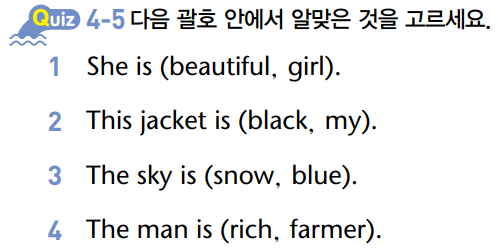 Quiz 4-5 다음 괄호 안에서 알맞은 것을 고르세요.
1 She is (beautiful, girl).
2 This jacket is (black, my).
3 The sky is (snow, blue).
4 The man is (rich, farmer).